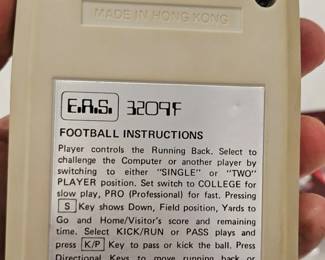 MADE IN HONG KONG
E.R.S. 3209F
FOOTBALL INSTRUCTIONS
Player controls the Running Back. Select to
challenge the Computer or another player by
switching to either "SINGLE" or "TWO"
PLAYER position. Set switch to COLLEGE for
slow play, PRO (Professional) for fast. Pressing
S Key shows Down, Field position, Yards to
Go and Home/Visitor's score and remaining
time. Select KICK/RUN or PASS plays and
press K/P Key to pass or kick the ball. Press
Directional Keys to move running back or